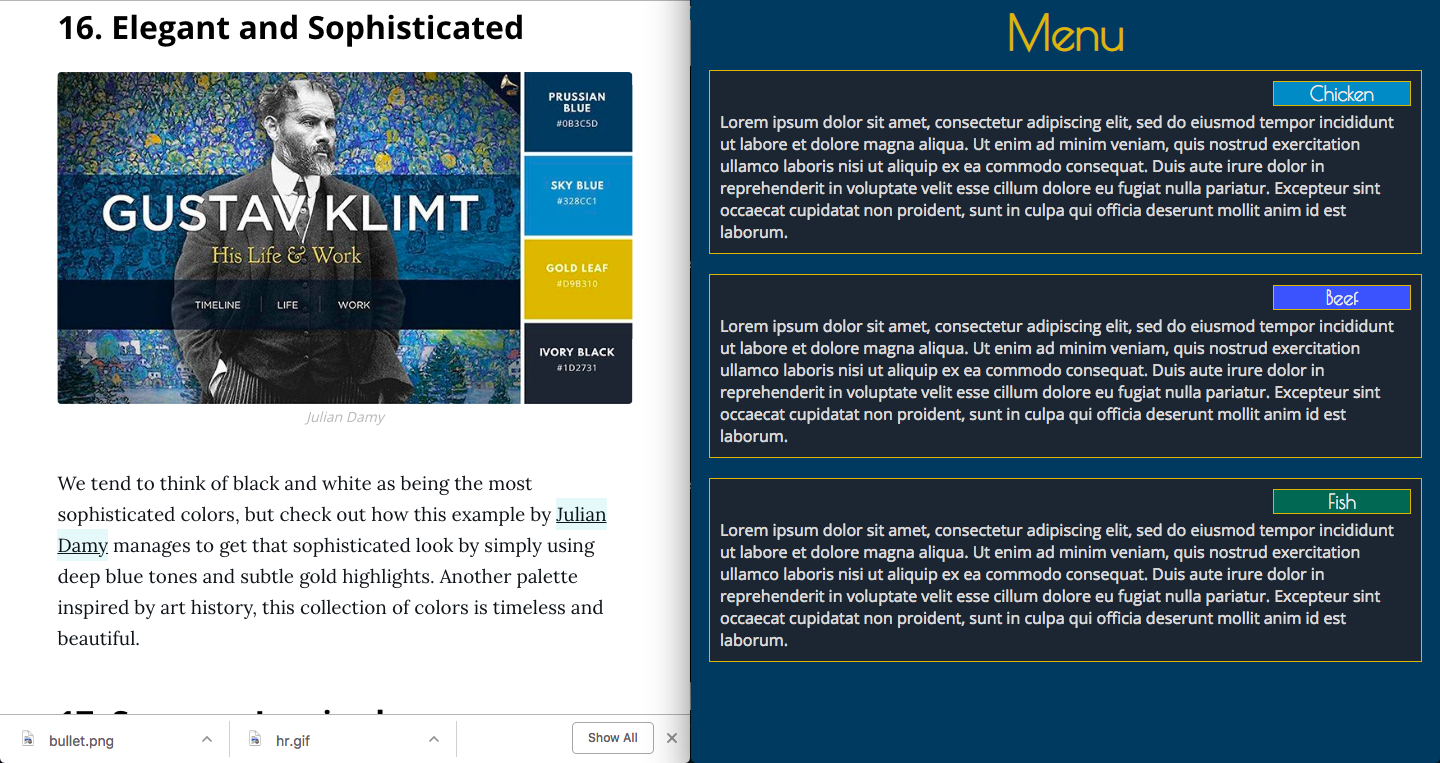 16. Elegant and Sophisticated
GUSTAV KLIMT
His Life & Work
TIMELINE
LIFE
WORK
PRUSSIAN
BLUE
#0B3C5D
SKY BLUE
#328CC1
GOLD LEAF
#D9B310
IVORY BLACK
#1D2731
Julian Damy
We tend to think of black and white as being the most
sophisticated colors, but check out how this example by Julian
Damy manages to get that sophisticated look by simply using
deep blue tones and subtle gold highlights. Another palette
inspired by art history, this collection of colors is timeless and
beautiful.
bullet.png
hr.gif
Show All
Menu
Chicken
Lorem ipsum dolor sit amet, consectetur adipiscing elit, sed do eiusmod tempor incididunt
ut labore et dolore magna aliqua. Ut enim ad minim veniam, quis nostrud exercitation
ullamco laboris nisi ut aliquip ex ea commodo consequat. Duis aute irure dolor in
reprehenderit in voluptate velit esse cillum dolore eu fugiat nulla pariatur. Excepteur sint
occaecat cupidatat non proident, sunt in culpa qui officia deserunt mollit anim id est
laborum.
Beef
Lorem ipsum dolor sit amet, consectetur adipiscing elit, sed do eiusmod tempor incididunt
ut labore et dolore magna aliqua. Ut enim ad minim veniam, quis nostrud exercitation
ullamco laboris nisi ut aliquip ex ea commodo consequat. Duis aute irure dolor in
reprehenderit in voluptate velit esse cillum dolore eu fugiat nulla pariatur. Excepteur sint
occaecat cupidatat non proident, sunt in culpa qui officia deserunt mollit anim id est
laborum.
Fish
Lorem ipsum dolor sit amet, consectetur adipiscing elit, sed do eiusmod tempor incididunt
ut labore et dolore magna aliqua. Ut enim ad minim veniam, quis nostrud exercitation
ullamco laboris nisi ut aliquip ex ea commodo consequat. Duis aute irure dolor in
reprehenderit in voluptate velit esse cillum dolore eu fugiat nulla pariatur. Excepteur sint
occaecat cupidatat non proident, sunt in culpa qui officia deserunt mollit anim id est
laborum.